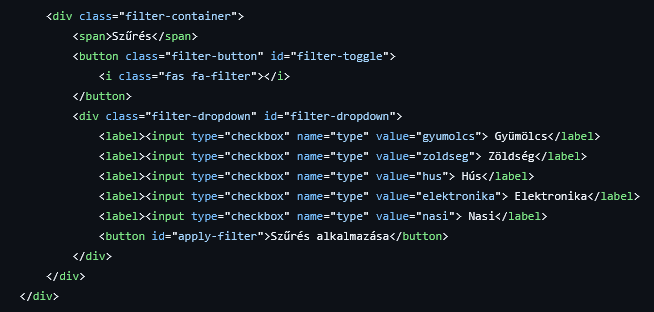 <div class="filter-container">
<span>Szűrés</span>
<button class="filter-button" id="filter-toggle">
<i class="fas fa-filter"></i>
</button>
<div class="filter-dropdown" id="filter-dropdown">
<label><input type="checkbox" name="type" value="gyumolcs"> Gyümölcs</label>
<label><input type="checkbox" name="type" value="zoldseg"> Zöldség</label>
<label><input type="checkbox" name="type" value="hus"> Hús</label>
<label><input type="checkbox" name="type" value="elektronika"> Elektronika</label>
<label><input type="checkbox" name="type" value="nasi"> Nasi</label>
<button id="apply-filter">Szűrés alkalmazása</button>
</div>
</div>
</div>